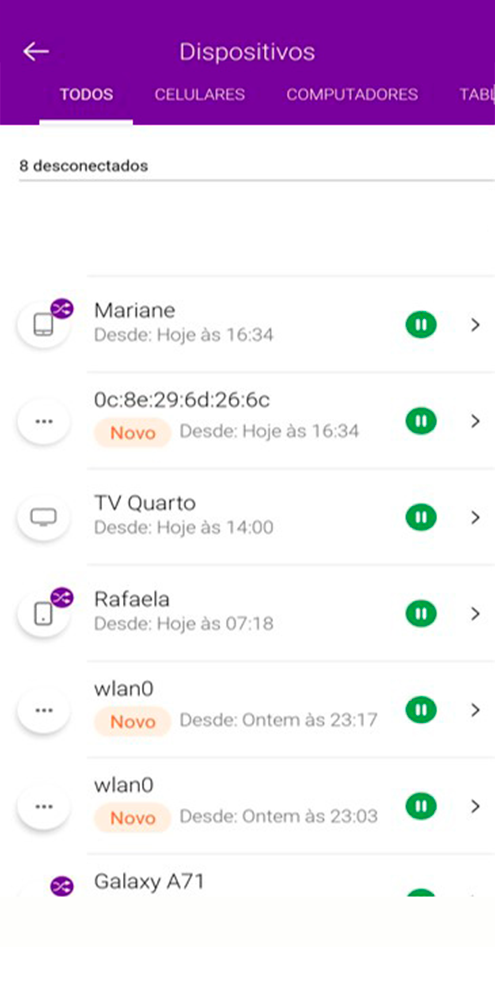 Dispositivos
TODOS CELULARES COMPUTADORES TABL
8 desconectados
Mariane
Desde: Hoje às 16:34
0c:8e:29:6d:26:6c
Novo Desde: Hoje às 16:34
TV Quarto
Desde: Hoje às 14:00
Rafaela
Desde: Hoje às 07:18
wlan0
Novo Desde: Ontem às 23:17
wlan0
Novo Desde: Ontem às 23:03
Galaxy A71